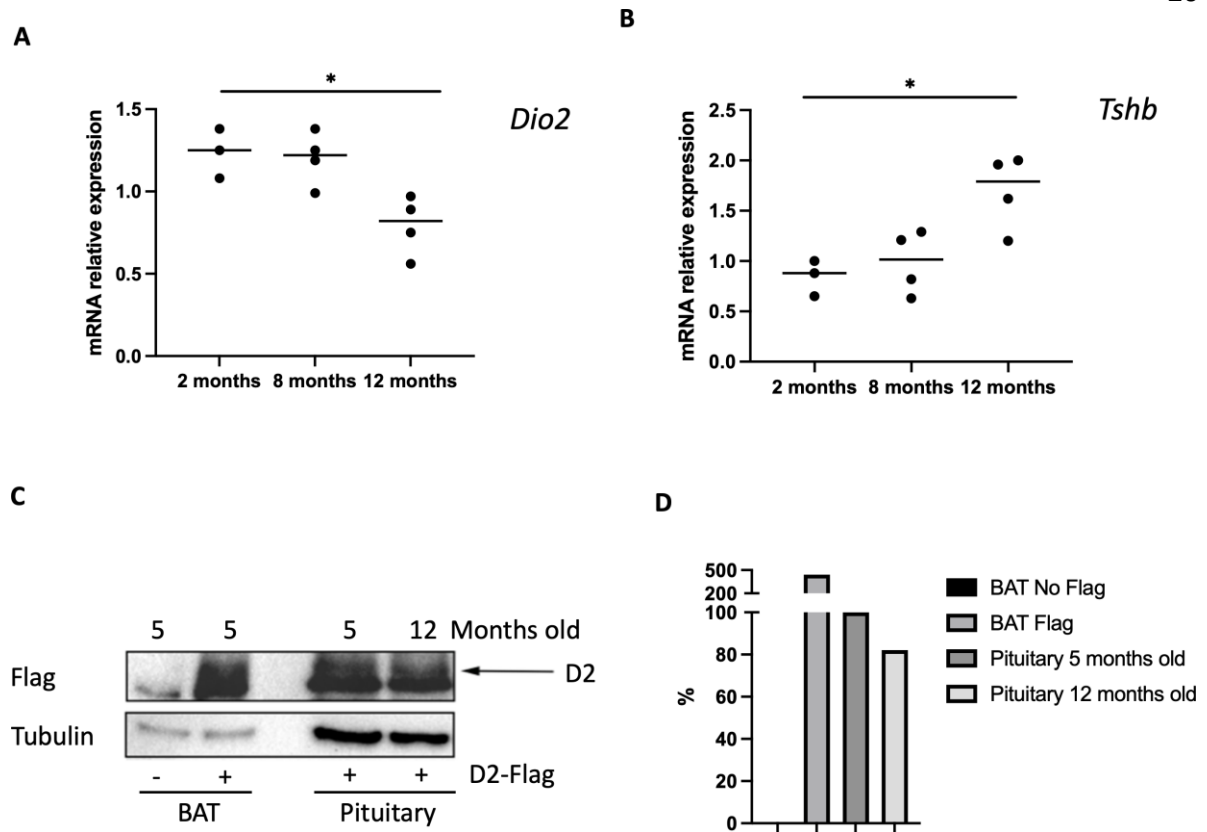 A
*
Dio2
mRNA relative expression
1.5
1.0
0.5
0.0
2 months 8 months 12 months
B
*
Tshb
mRNA relative expression
2.5
2.0
1.5
1.0
0.5
0.0
2 months 8 months 12 months
C
5 5 5 12 Months old
Flag
D2
Tubulin
- + + + D2-Flag
BAT Pituitary
D
%
500
200
100
80
60
40
20
0
BAT No Flag
BAT Flag
Pituitary 5 months old
Pituitary 12 months old